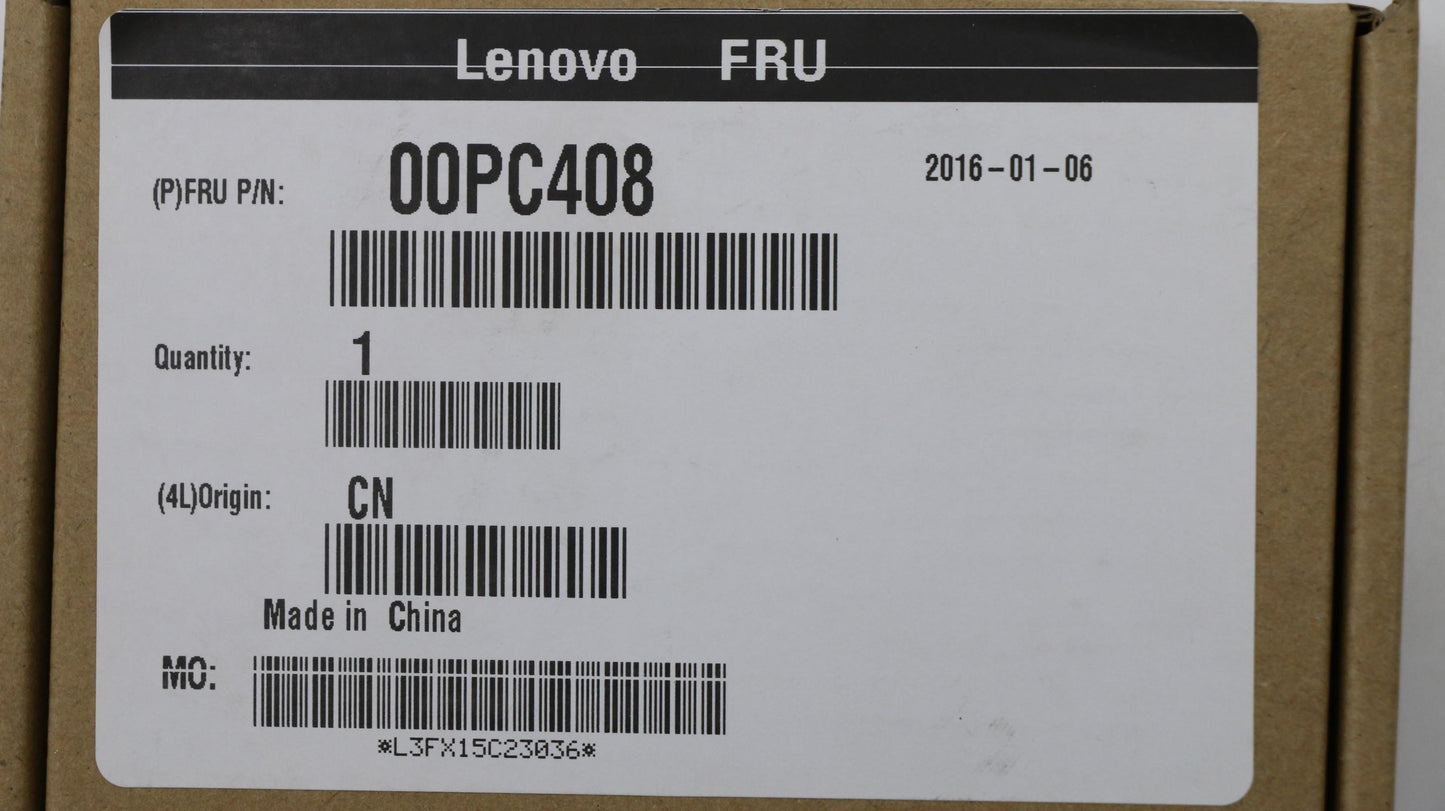 Lenovo FRU
(P)FRU P/N: 00PC408 2016-01-06
Quantity: 1
(4L)Origin: CN
Made in China
MO:
*L3FX15C23036*